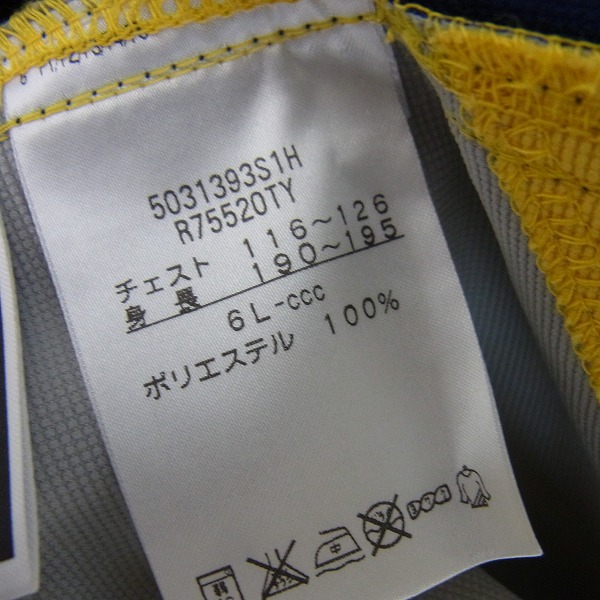 5031393S1H
R75520TY
チェスト 116~126
身長 190~195
6L-CCC
ポリエステル 100%
中